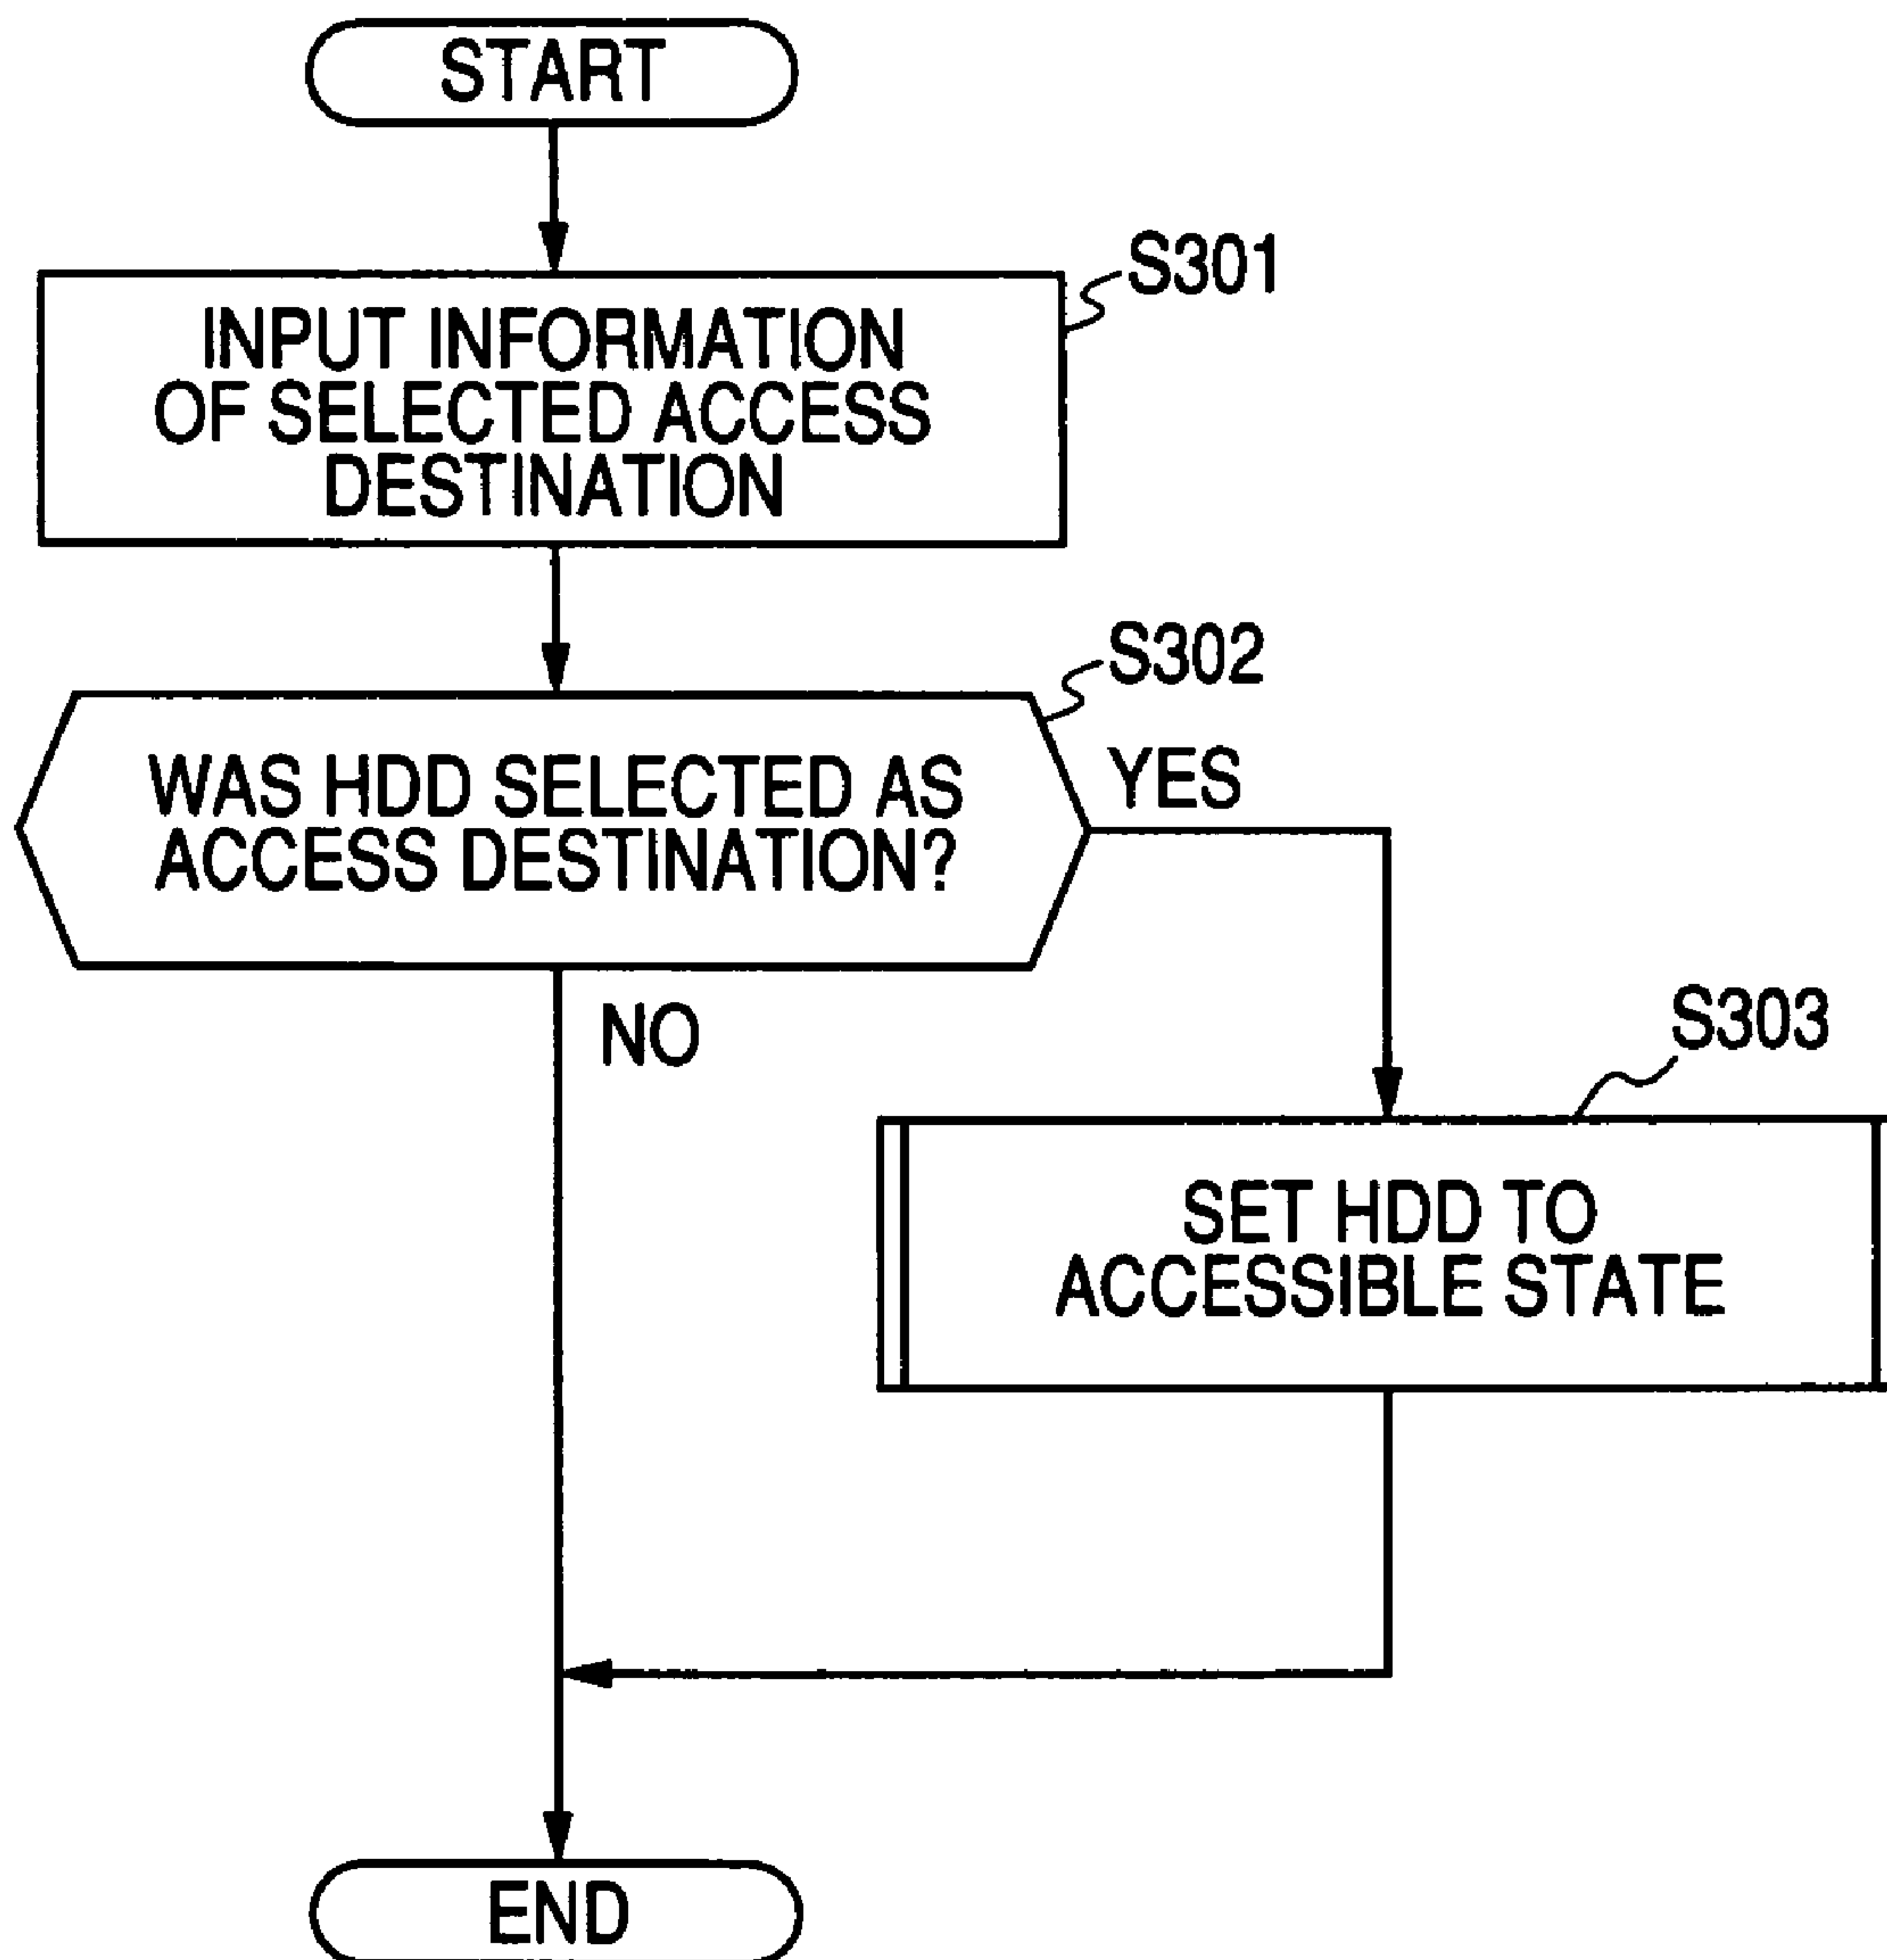 START
S301
INPUT INFORMATION
OF SELECTED ACCESS
DESTINATION
S302
WAS HDD SELECTED AS
ACCESS DESTINATION?
YES
NO
S303
SET HDD TO
ACCESSIBLE STATE
END